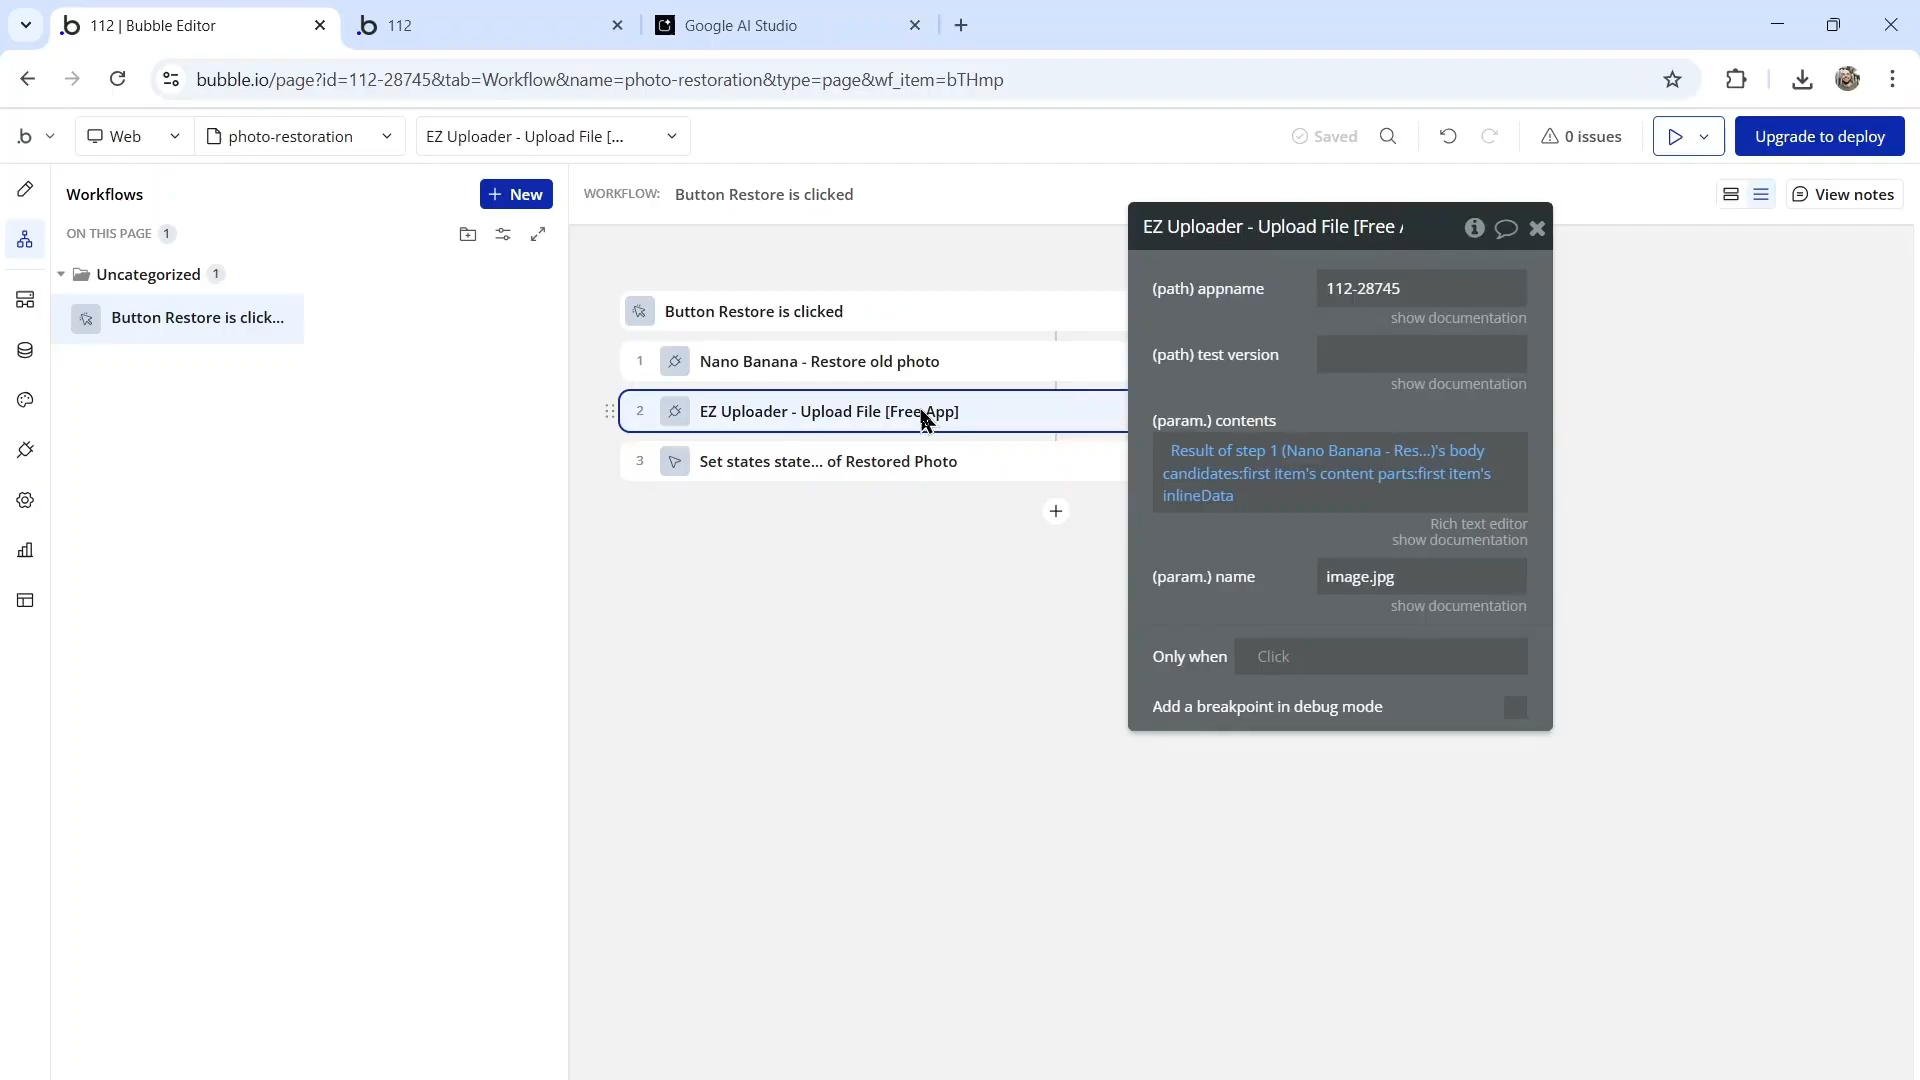 112 | Bubble Editor
112
Google AI Studio
bubble.io/page?id=112-28745&tab=Workflow&name=photo-restoration&type=page&wf_item=bTHmp
Web
photo-restoration
EZ Uploader - Upload File [...
Saved
0 issues
Upgrade to deploy
Workflows
New
WORKFLOW:
Button Restore is clicked
View notes
ON THIS PAGE
1
Uncategorized
1
Button Restore is click...
Button Restore is clicked
1
Nano Banana - Restore old photo
2
EZ Uploader - Upload File [Free App]
3
Set states state... of Restored Photo
EZ Uploader - Upload File [Free
(path) appname
112-28745
show documentation
(path) test version
show documentation
(param.) contents
Result of step 1 (Nano Banana - Res...)'s body
candidates:first item's content parts:first item's
inlineData
Rich text editor
show documentation
(param.) name
image.jpg
show documentation
Only when
Click
Add a breakpoint in debug mode